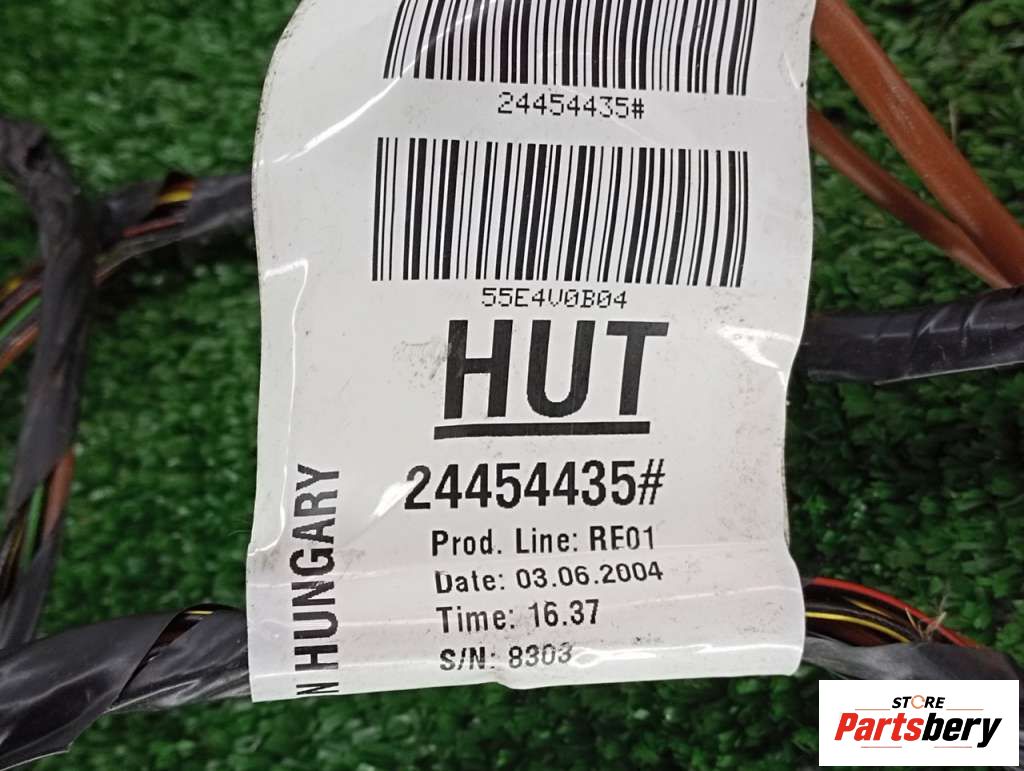 24454435#
55E4V0B04
HUT
24454435#
Prod. Line: RE01
Date: 03.06.2004
Time: 16.37
S/N: 8303
N HUNGARY
STORE
Partsbery